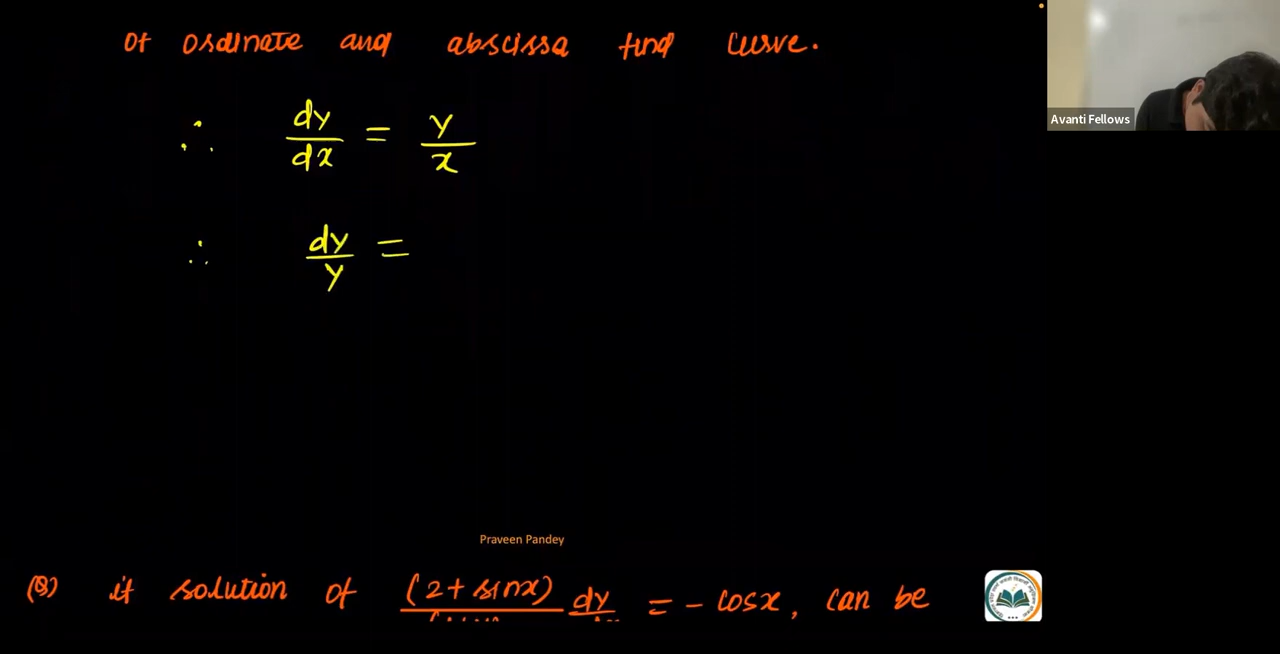 of ordinate and abscissa find curve.
Avanti Fellows
∴ dy/dx = y/x
∴ dy/y =
Praveen Pandey
(8) if solution of (2 + sinx)/ dy/ = - cosx, can be